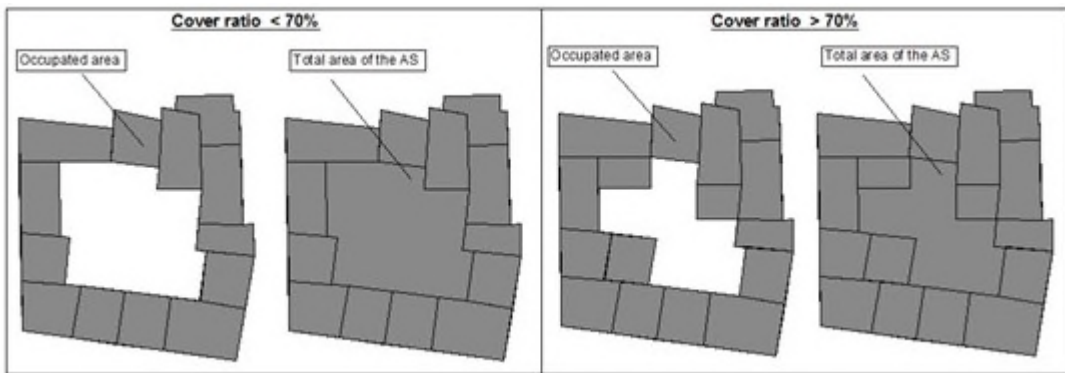 Cover ratio < 70%
Occupated area
Total area of the AS
Cover ratio > 70%
Occupated area
Total area of the AS